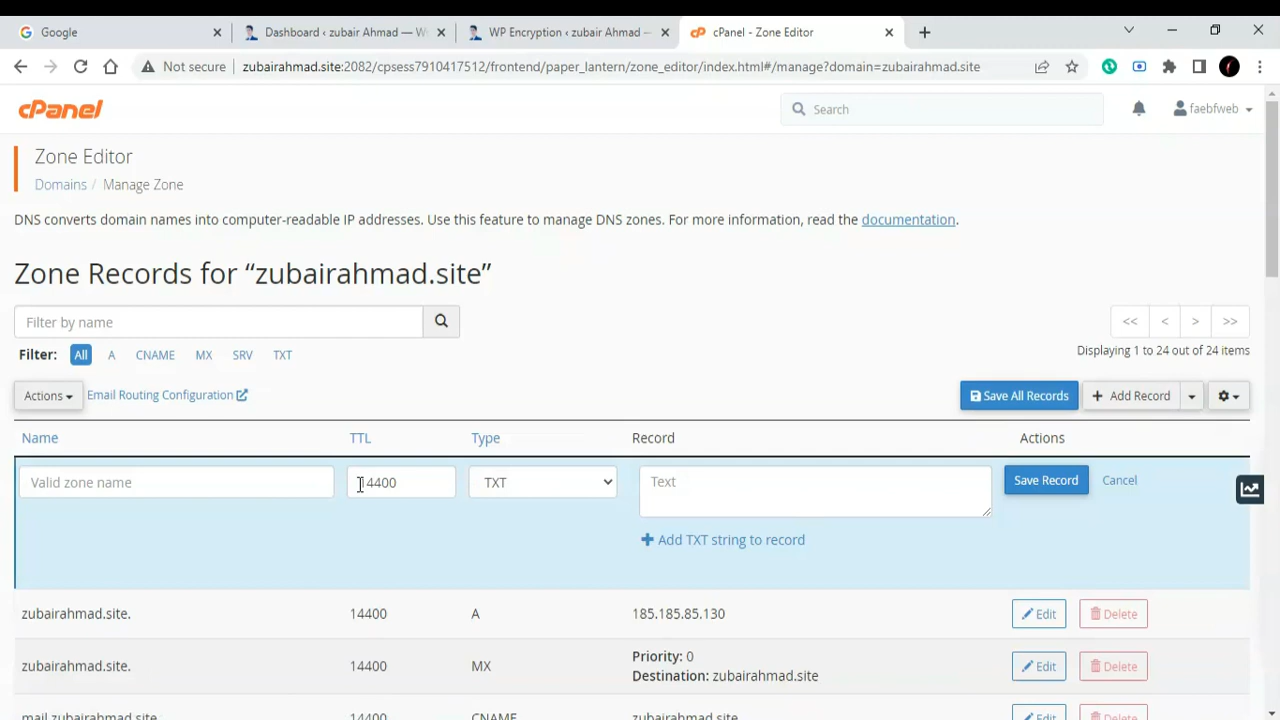 Google
Dashboard ‹ zubair Ahmad — W
WP Encryption ‹ zubair Ahmad —
cPanel - Zone Editor
Not secure
zubairahmad.site:2082/cpsess7910417512/frontend/paper_lantern/zone_editor/index.html#/manage?domain=zubairahmad.site
cPanel
Search
faebfweb
Zone Editor
Domains / Manage Zone
DNS converts domain names into computer-readable IP addresses. Use this feature to manage DNS zones. For more information, read the documentation.
Zone Records for “zubairahmad.site”
Filter by name
<< < > >>
Filter: All A CNAME MX SRV TXT
Displaying 1 to 24 out of 24 items
Actions Email Routing Configuration
Save All Records + Add Record
Name TTL Type Record Actions
Valid zone name 14400 TXT Text Save Record Cancel
+ Add TXT string to record
zubairahmad.site. 14400 A 185.185.85.130 Edit Delete
zubairahmad.site. 14400 MX Priority: 0 Edit Delete
Destination: zubairahmad.site
mail.zubairahmad.site. 14400 CNAME zubairahmad.site Edit Delete